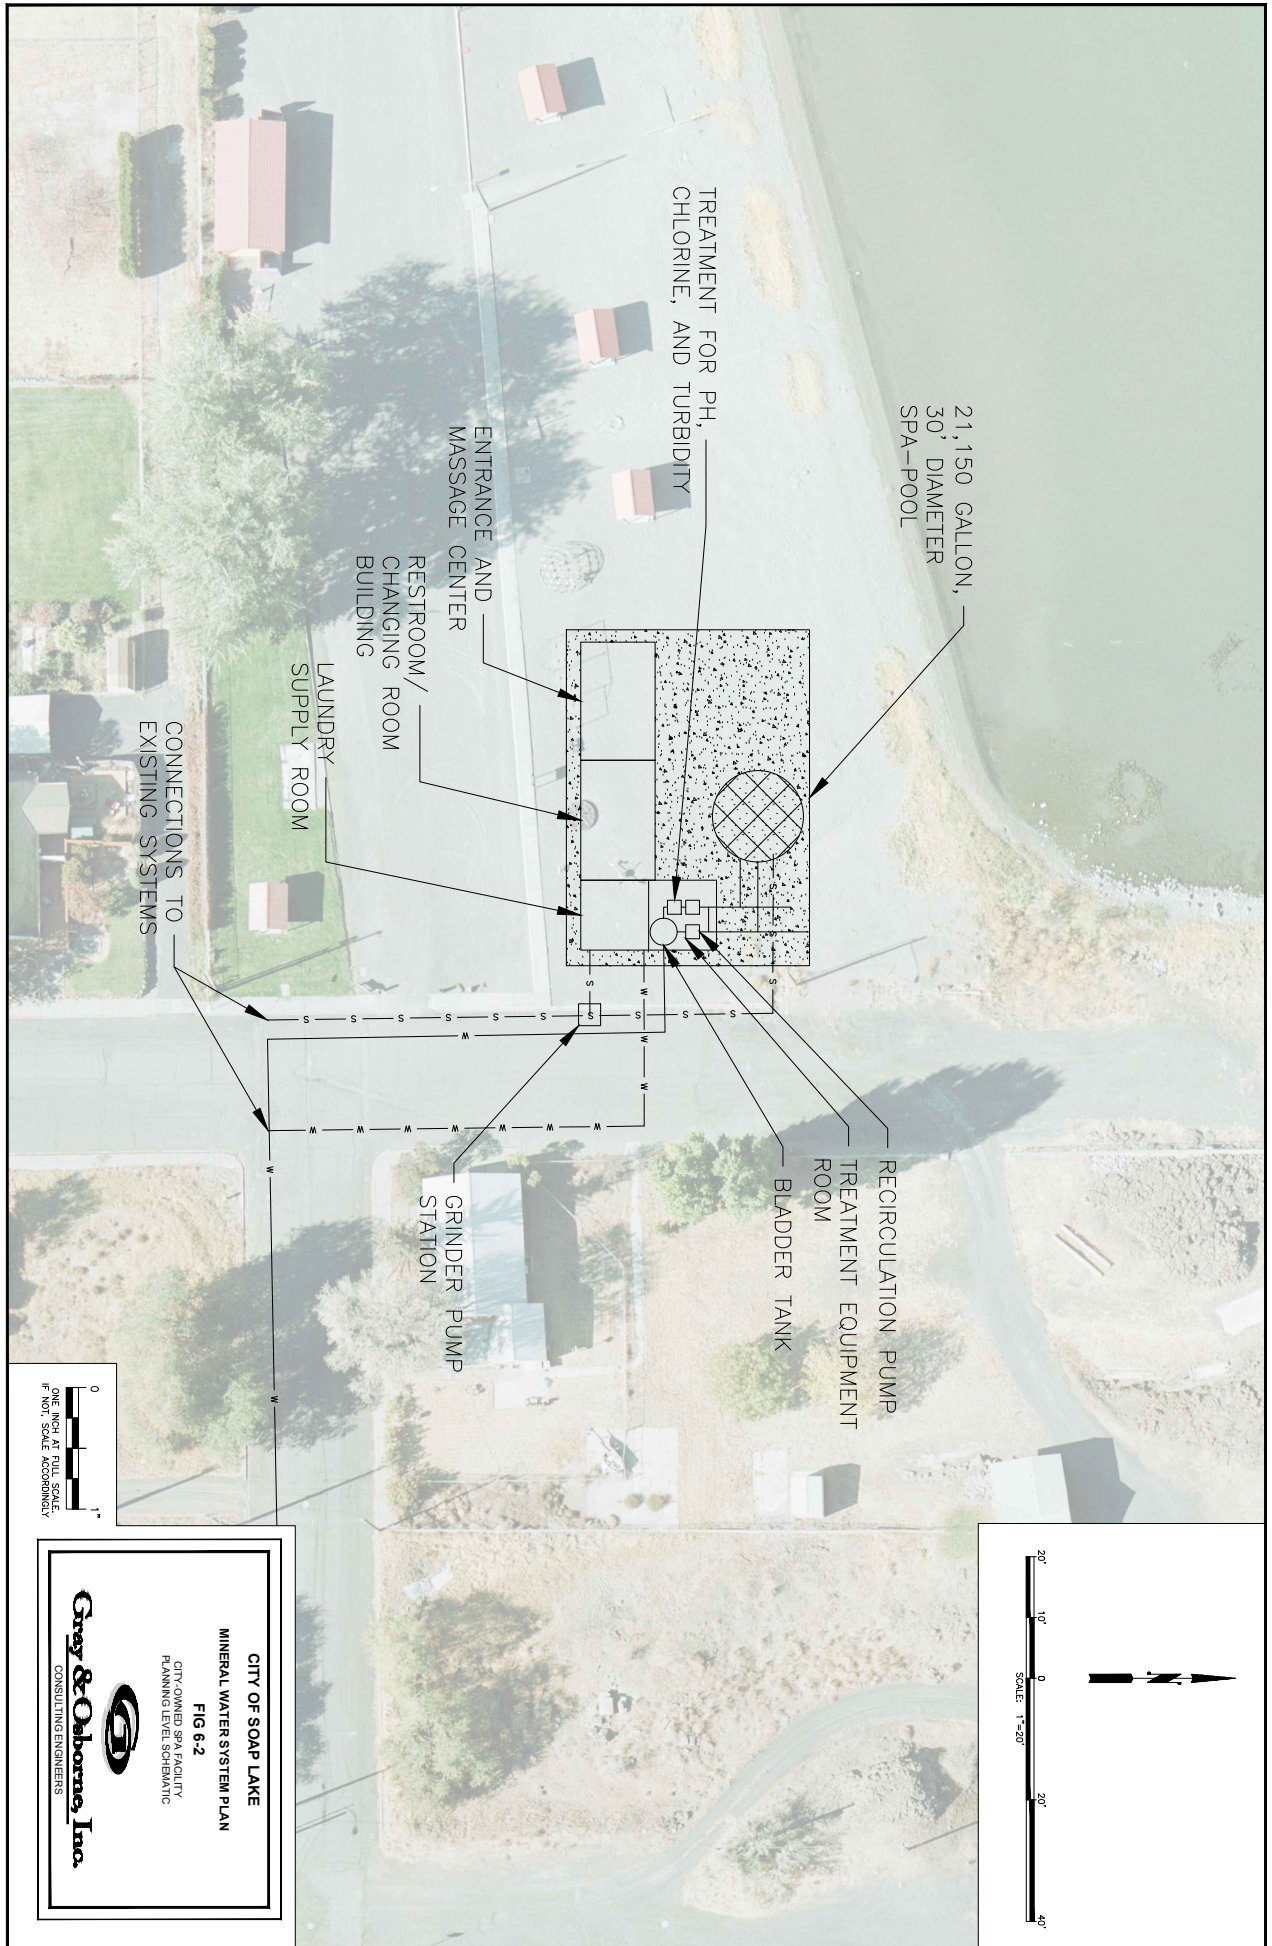 21,150 GALLON,
30' DIAMETER
SPA-POOL
TREATMENT FOR PH,
CHLORINE, AND TURBIDITY
ENTRANCE AND
MASSAGE CENTER
RESTROOM/
CHANGING ROOM
BUILDING
LAUNDRY
SUPPLY ROOM
CONNECTIONS TO
EXISTING SYSTEMS
RECIRCULATION PUMP
TREATMENT EQUIPMENT
ROOM
BLADDER TANK
GRINDER PUMP
STATION
S
S
S S S S S S S S S S
W W W
W
W W W W W W W
W W
20' 10' 0 20' 40'
SCALE: 1"=20'
0 1"
ONE INCH AT FULL SCALE.
IF NOT, SCALE ACCORDINGLY
CITY OF SOAP LAKE
MINERAL WATER SYSTEM PLAN
FIG 6-2
CITY-OWNED SPA FACILITY
PLANNING LEVEL SCHEMATIC
G
Gray & Osborne, Inc.
CONSULTING ENGINEERS